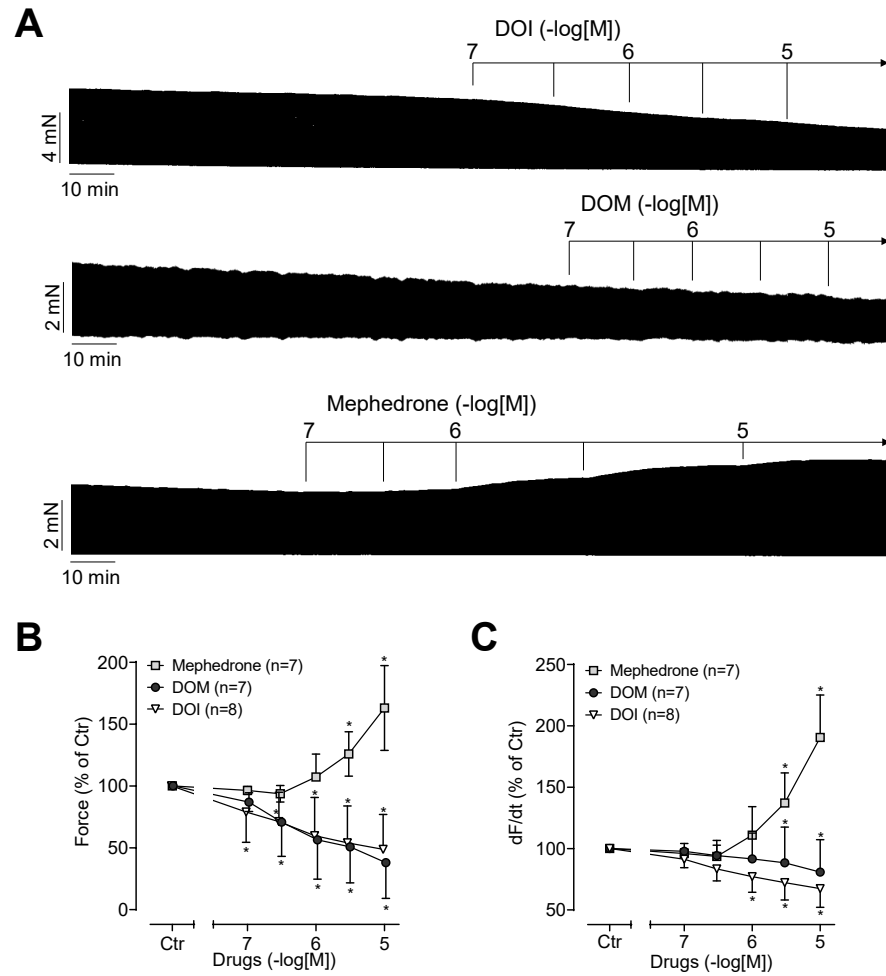 A
DOI (-log[M])
7 6 5
4 mN
10 min
DOM (-log[M])
7 6 5
2 mN
10 min
Mephedrone (-log[M])
7 6 5
2 mN
10 min
B
Mephedrone (n=7)
DOM (n=7)
DOI (n=8)
Force (% of Ctr)
200
150
100
50
0
* * * * * * * * * * *
Ctr 7 6 5
Drugs (-log[M])
C
Mephedrone (n=7)
DOM (n=7)
DOI (n=8)
dF/dt (% of Ctr)
250
200
150
100
50
* * * * * * *
Ctr 7 6 5
Drugs (-log[M])